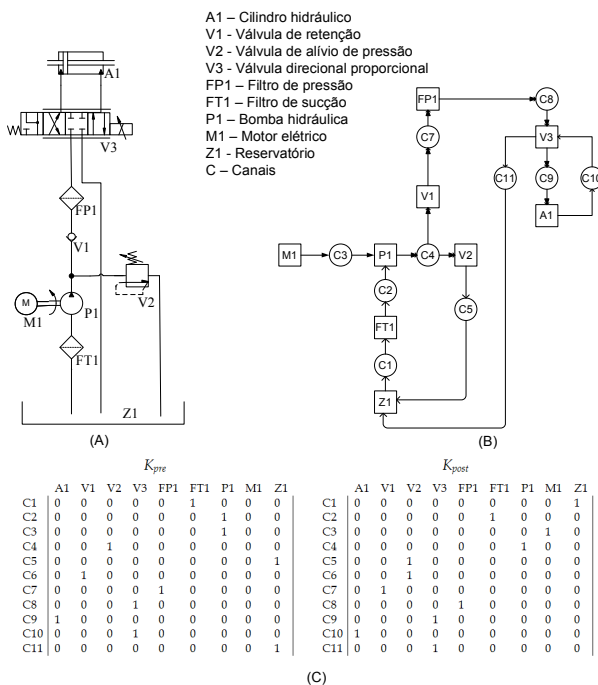 A1 – Cilindro hidráulico
V1 - Válvula de retenção
V2 - Válvula de alívio de pressão
V3 – Válvula direcional proporcional
FP1 – Filtro de pressão
FT1 – Filtro de sucção
P1 – Bomba hidráulica
M1 – Motor elétrico
Z1 - Reservatório
C – Canais
A1
V3
FP1
V1
V2
M
M1
P1
FT1
Z1
(A)
FP1
C8
C7
V3
C11
C9
C10
V1
A1
M1
C3
P1
C4
V2
C2
C5
FT1
C1
Z1
(B)
K pre
A1 V1 V2 V3 FP1 FT1 P1 M1 Z1
C1 0 0 0 0 0 1 0 0 0
C2 0 0 0 0 0 0 1 0 0
C3 0 0 0 0 0 0 1 0 0
C4 0 0 1 0 0 0 0 0 0
C5 0 0 0 0 0 0 0 0 1
C6 0 1 0 0 0 0 0 0 0
C7 0 0 0 0 1 0 0 0 0
C8 0 0 0 1 0 0 0 0 0
C9 1 0 0 0 0 0 0 0 0
C10 0 0 0 1 0 0 0 0 0
C11 0 0 0 0 0 0 0 0 1
K post
A1 V1 V2 V3 FP1 FT1 P1 M1 Z1
C1 0 0 0 0 0 0 0 0 1
C2 0 0 0 0 0 1 0 0 0
C3 0 0 0 0 0 0 0 1 0
C4 0 0 0 0 0 0 1 0 0
C5 0 0 1 0 0 0 0 0 0
C6 0 0 1 0 0 0 0 0 0
C7 0 1 0 0 0 0 0 0 0
C8 0 0 0 0 1 0 0 0 0
C9 0 0 0 1 0 0 0 0 0
C10 1 0 0 0 0 0 0 0 0
C11 0 0 0 1 0 0 0 0 0
(C)